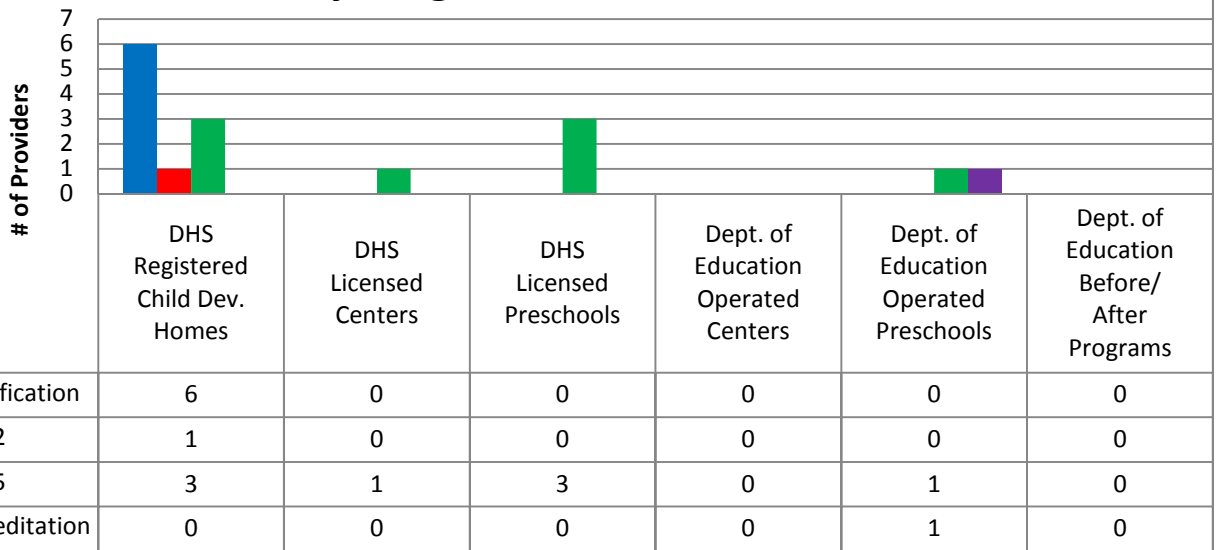 7
6
5
4
3
2
1
0
# of Providers
DHS
Registered
Child Dev.
Homes
DHS
Licensed
Centers
DHS
Licensed
Preschools
Dept. of
Education
Operated
Centers
Dept. of
Education
Operated
Preschools
Dept. of
Education
Before/
After
Programs
fication 6 0 0 0 0 0
2 1 0 0 0 0 0
5 3 1 3 0 1 0
editation 0 0 0 0 1 0